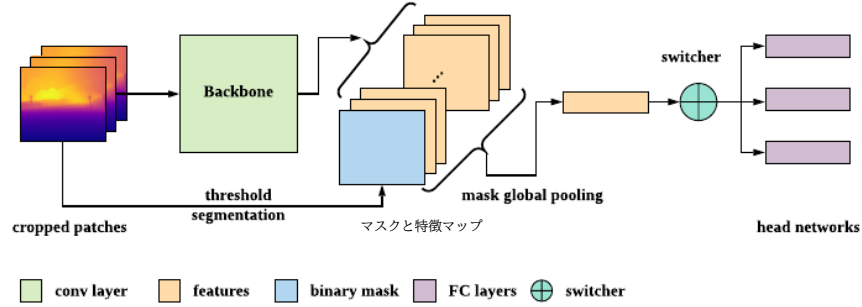 switcher
Backbone
threshold
segmentation
mask global pooling
cropped patches
マスクと特徴マップ
head networks
conv layer
features
binary mask
FC layers
switcher